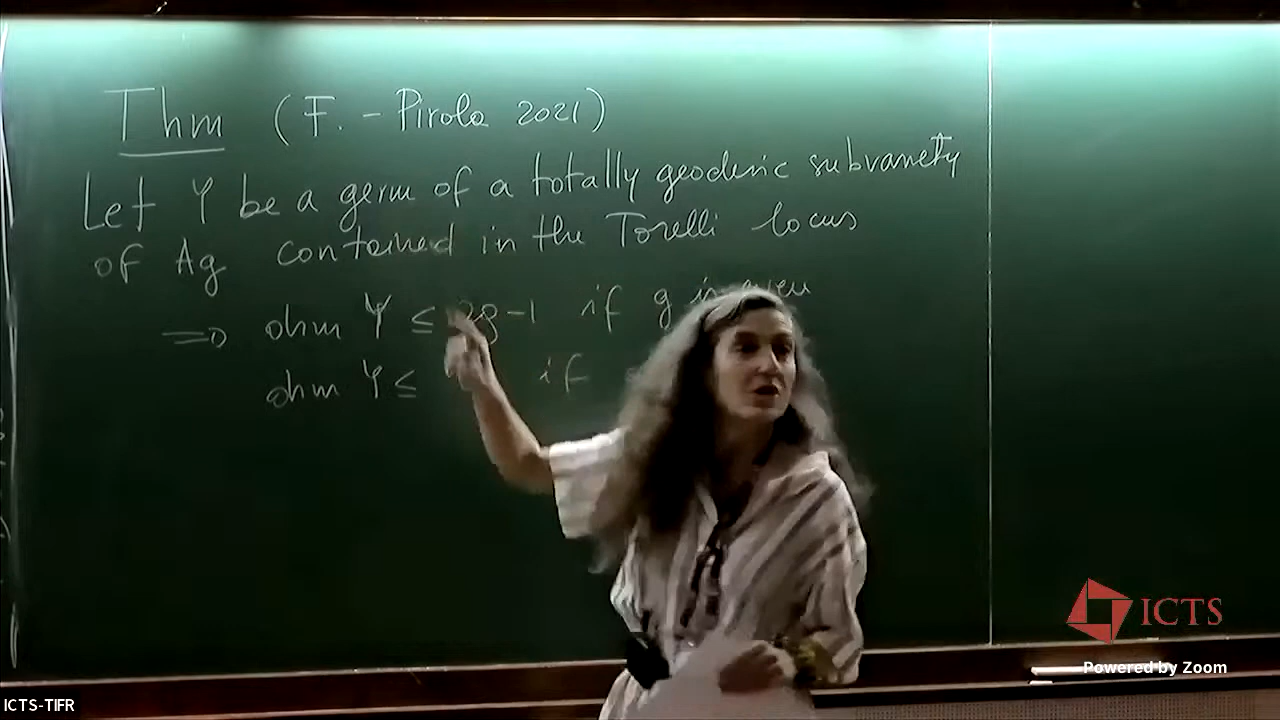 Thm (F. - Pirola 2021)
Let Y be a germ of a totally geodesic subvariety
of Ag contained in the Torelli locus
=> dim Y ≤ 2g-1 if g is even
dim Y ≤ if
ICTS
Powered by Zoom
ICTS-TIFR